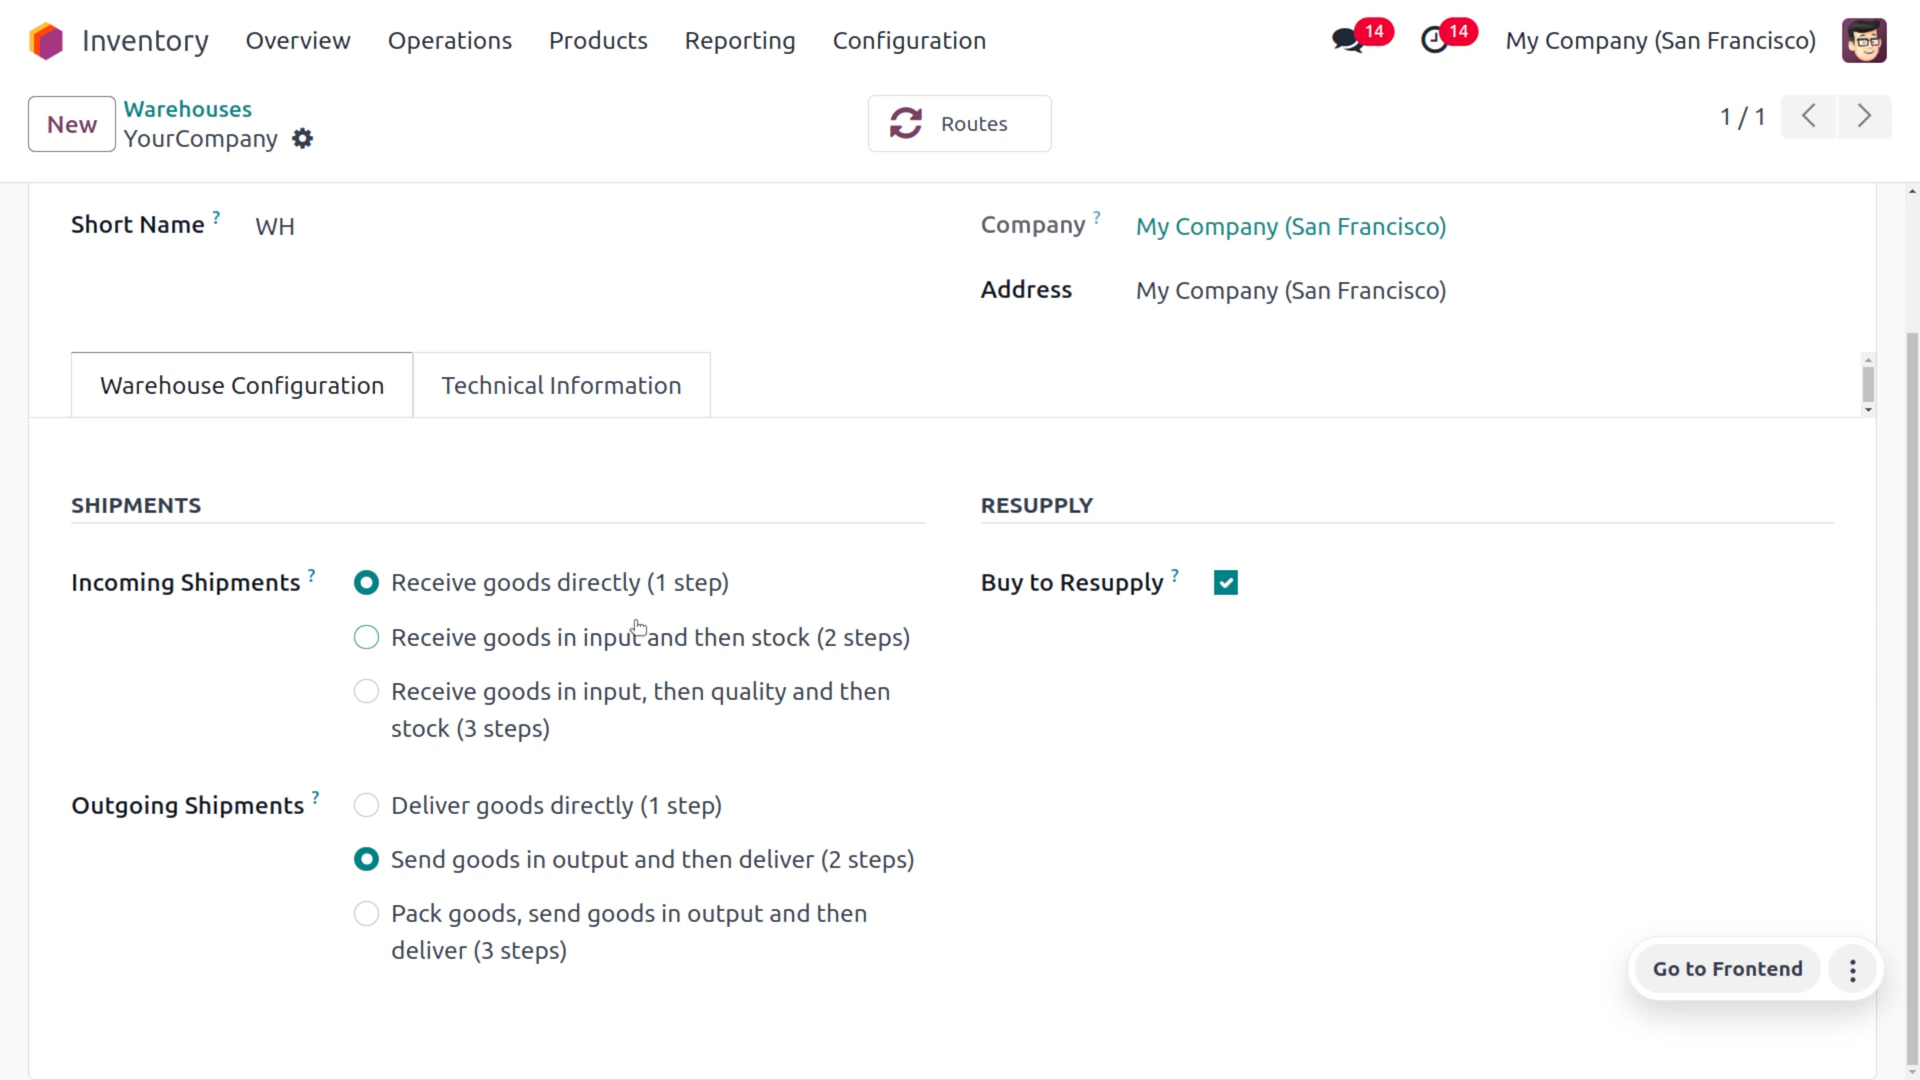 Inventory Overview Operations Products Reporting Configuration 14 14 My Company (San Francisco)
New
Warehouses
YourCompany
Routes
1 / 1
Short Name ? WH
Company ? My Company (San Francisco)
Address My Company (San Francisco)
Warehouse Configuration Technical Information
SHIPMENTS
RESUPPLY
Incoming Shipments ? Receive goods directly (1 step)
Buy to Resupply ?
Receive goods in input and then stock (2 steps)
Receive goods in input, then quality and then
stock (3 steps)
Outgoing Shipments ? Deliver goods directly (1 step)
Send goods in output and then deliver (2 steps)
Pack goods, send goods in output and then
deliver (3 steps)
Go to Frontend